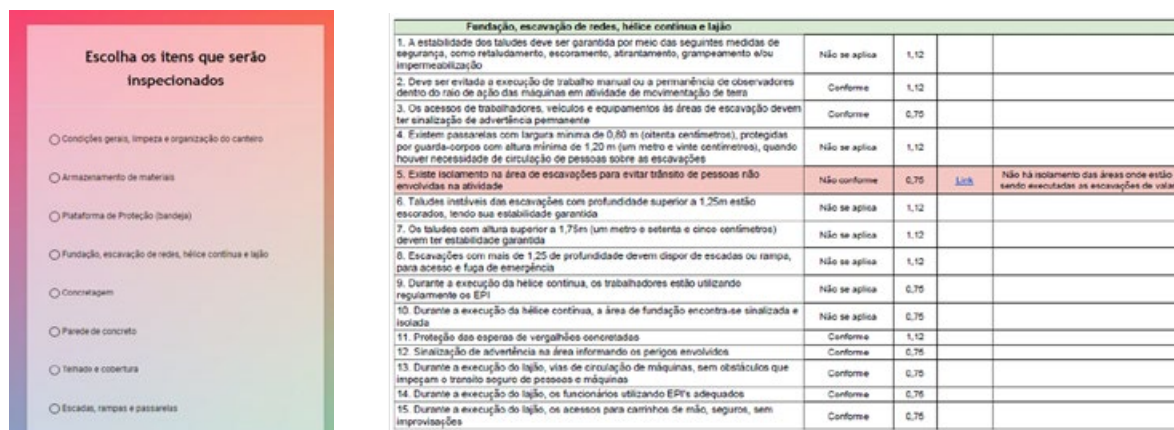 Escolha os itens que serão
inspecionados
Condições gerais, limpeza e organização do canteiro
Armazenamento de materiais
Plataforma de Proteção (bandeja)
Fundação, escavação de redes, hélice contínua e lajão
Concretagem
Parede de concreto
Telhado e cobertura
Escadas, rampas e passarelas
Fundação, escavação de redes, hélice contínua e lajão
1. A estabilidade dos taludes deve ser garantida por meio das seguintes medidas de
segurança, como retaludamento, escoramento, atirantamento, grampeamento e/ou
impermeabilização
Não se aplica 1,12
2. Deve ser evitada a execução de trabalho manual ou a permanência de observadores
dentro do raio de ação das máquinas em atividade de movimentação de terra
Conforme 1,12
3. Os acessos de trabalhadores, veículos e equipamentos às áreas de escavação devem
ter sinalização de advertência permanente
Conforme 0,75
4. Existem passarelas com largura mínima de 0,80 m (oitenta centímetros), protegidas
por guarda-corpos com altura mínima de 1,20 m (um metro e vinte centímetros), quando
houver necessidade de circulação de pessoas sobre as escavações
Não se aplica 1,12
5. Existe isolamento na área de escavações para evitar trânsito de pessoas não
envolvidas na atividade
Não conforme 0,75 Link
Não há isolamento das áreas onde estão
sendo executadas as escavações de vala
6. Taludes instáveis das escavações com profundidade superior a 1,25m estão
escorados, tendo sua estabilidade garantida
Não se aplica 1,12
7. Os taludes com altura superior a 1,75m (um metro e setenta e cinco centímetros)
devem ter estabilidade garantida
Não se aplica 1,12
8. Escavações com mais de 1,25 de profundidade devem dispor de escadas ou rampa,
para acesso e fuga de emergência
Não se aplica 1,12
9. Durante a execução da hélice contínua, os trabalhadores estão utilizando
regularmente os EPI
Não se aplica 0,75
10. Durante a execução da hélice contínua, a área de fundação encontra-se sinalizada e
isolada
Não se aplica 0,75
11. Proteção das esperas de vergalhões concretadas
Conforme 1,12
12. Sinalização de advertência na área informando os perigos envolvidos
Conforme 0,75
13. Durante a execução do lajão, vias de circulação de máquinas, sem obstáculos que
impeçam o transito seguro de pessoas e máquinas
Conforme 0,75
14. Durante a execução do lajão, os funcionários utilizando EPI's adequados
Conforme 0,75
15. Durante a execução do lajão, os acessos para carrinhos de mão, seguros, sem
improvisações
Conforme 0,75